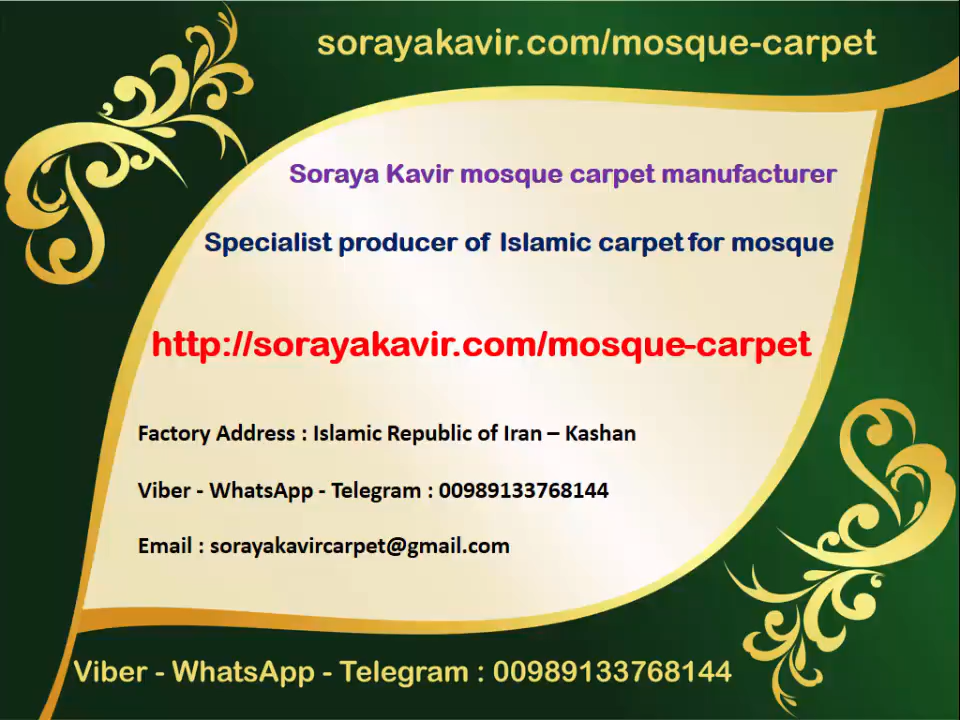 sorayakavir.com/mosque-carpet
Soraya Kavir mosque carpet manufacturer
Specialist producer of Islamic carpet for mosque
http://sorayakavir.com/mosque-carpet
Factory Address : Islamic Republic of Iran – Kashan
Viber - WhatsApp - Telegram : 00989133768144
Email : sorayakavircarpet@gmail.com
Viber - WhatsApp - Telegram : 00989133768144